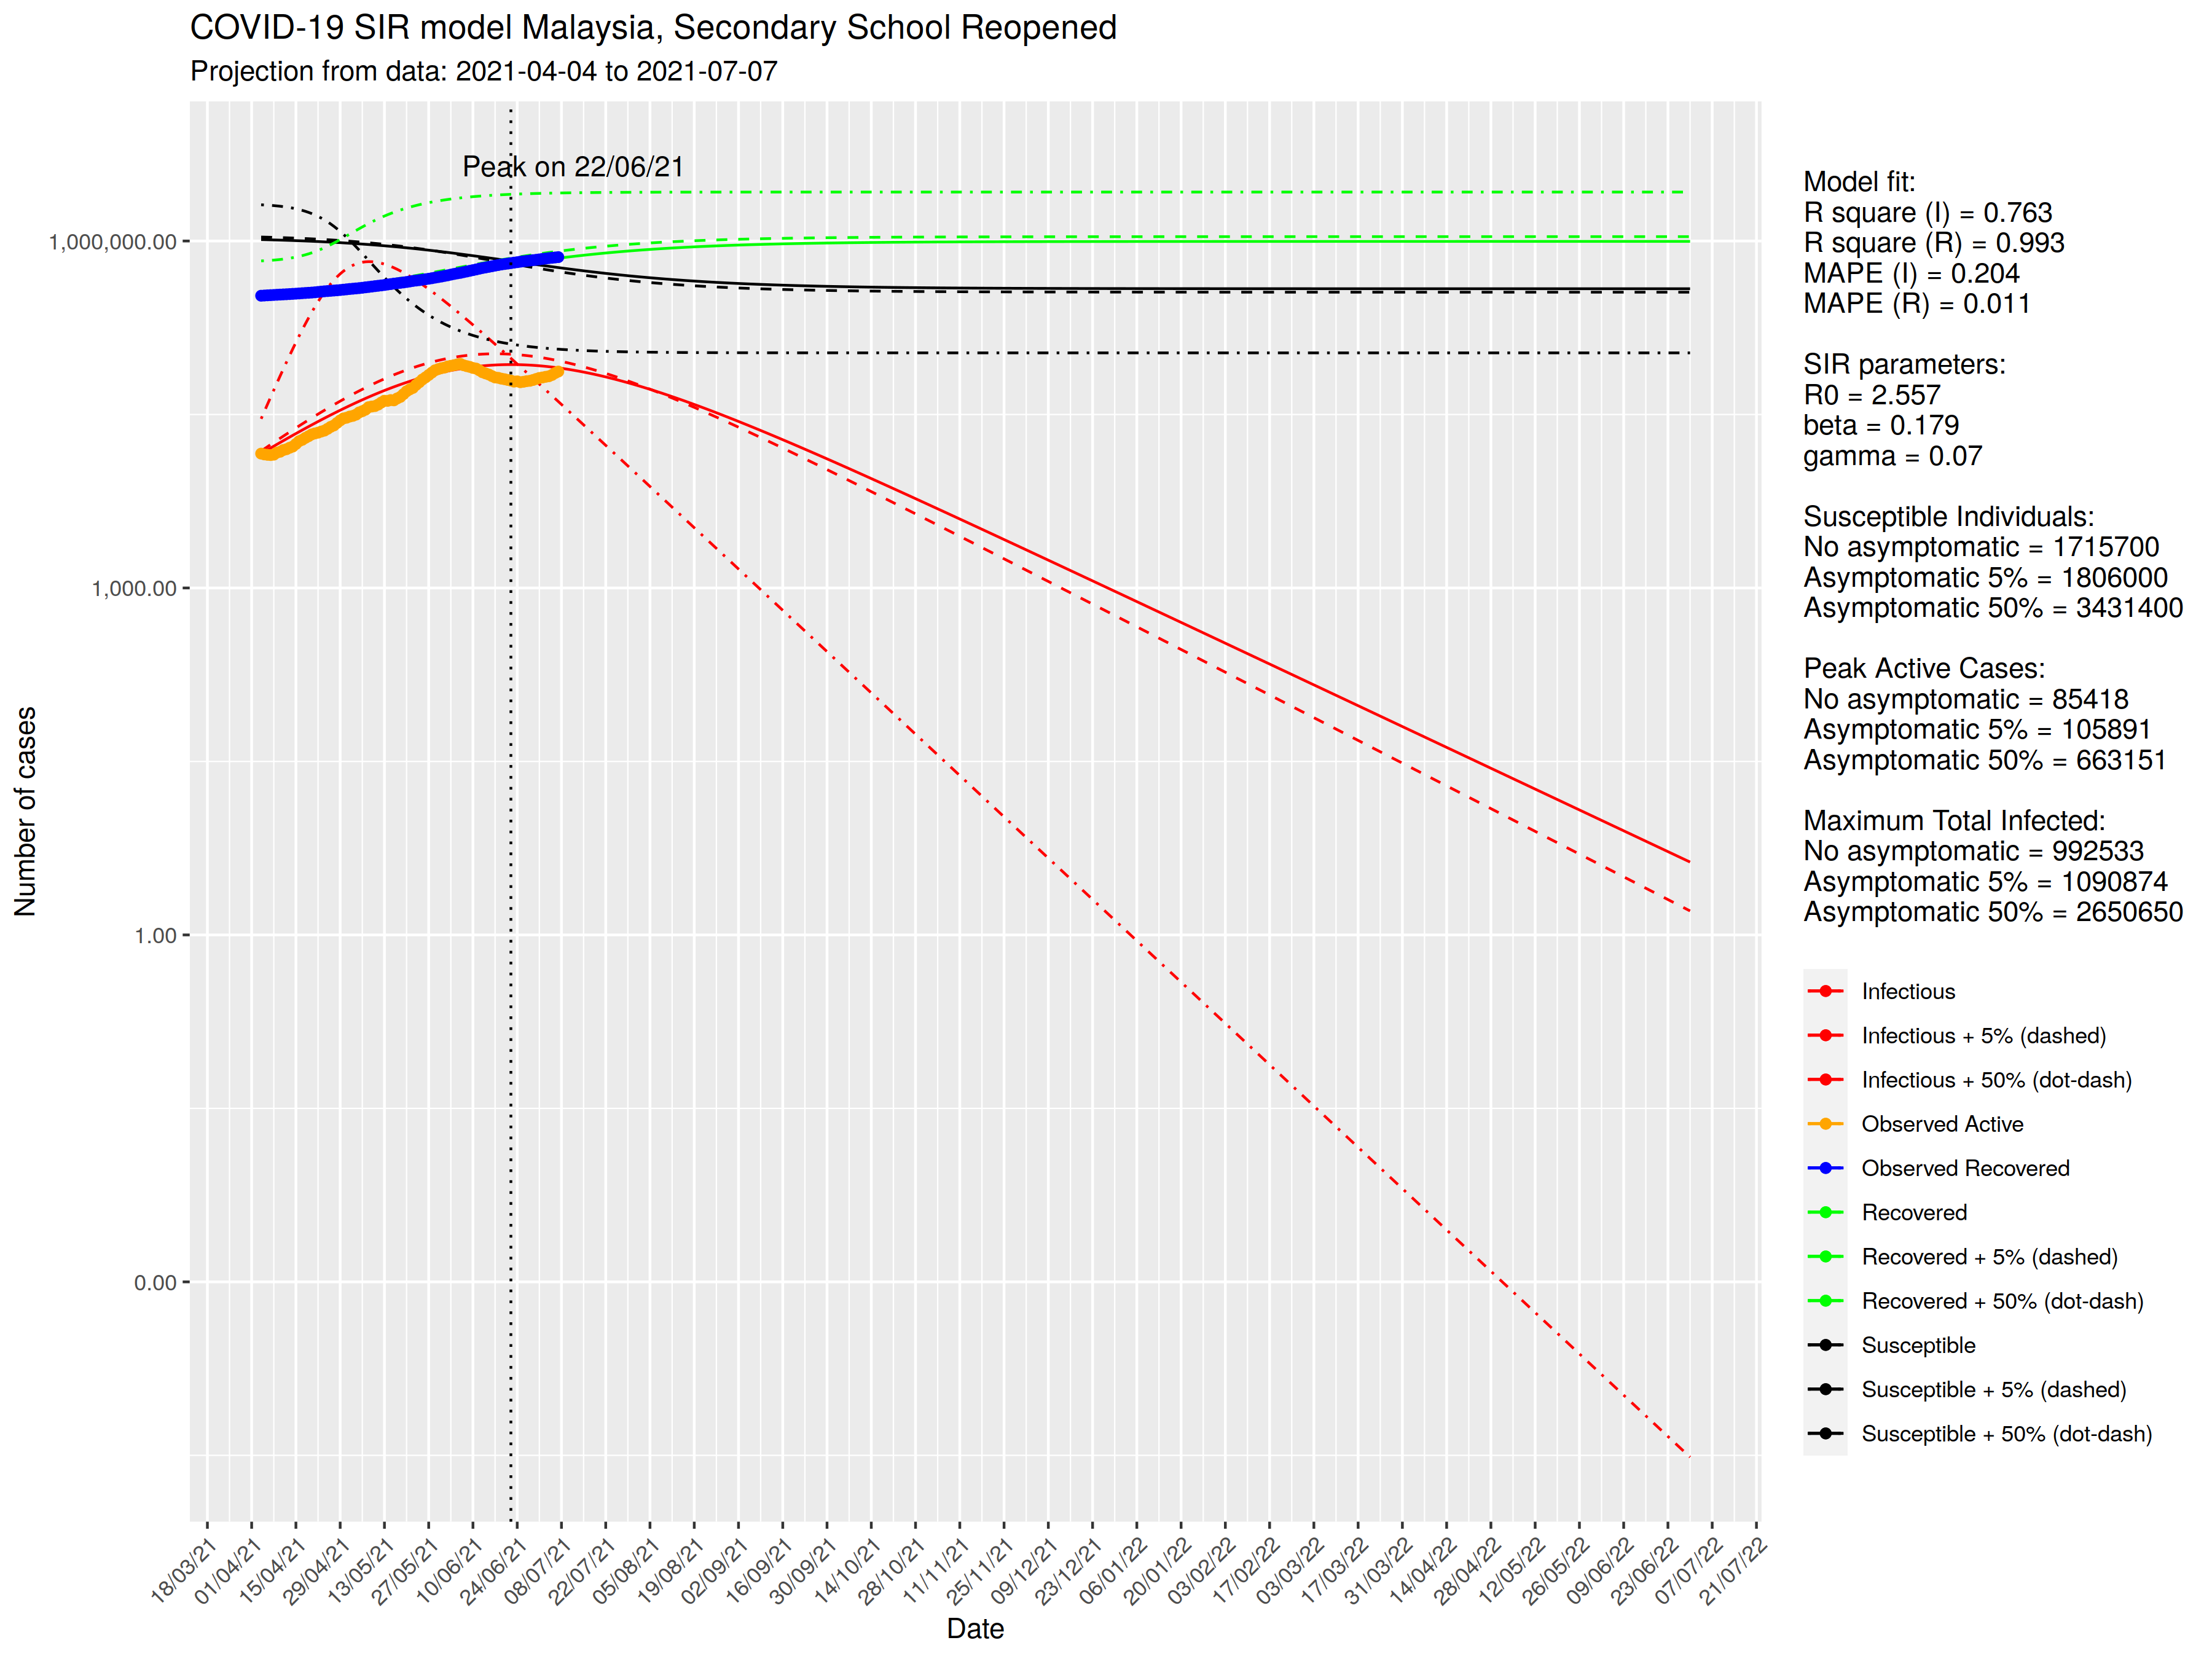 COVID-19 SIR model Malaysia, Secondary School Reopened
Projection from data: 2021-04-04 to 2021-07-07
Peak on 22/06/21
Number of cases
1,000,000.00
1,000.00
1.00
0.00
18/03/21
01/04/21
15/04/21
29/04/21
13/05/21
27/05/21
10/06/21
24/06/21
08/07/21
22/07/21
05/08/21
19/08/21
02/09/21
16/09/21
30/09/21
14/10/21
28/10/21
11/11/21
25/11/21
09/12/21
23/12/21
06/01/22
20/01/22
03/02/22
17/02/22
03/03/22
17/03/22
31/03/22
14/04/22
28/04/22
12/05/22
26/05/22
09/06/22
23/06/22
07/07/22
21/07/22
Date
Model fit:
R square (I) = 0.763
R square (R) = 0.993
MAPE (I) = 0.204
MAPE (R) = 0.011
SIR parameters:
R0 = 2.557
beta = 0.179
gamma = 0.07
Susceptible Individuals:
No asymptomatic = 1715700
Asymptomatic 5% = 1806000
Asymptomatic 50% = 3431400
Peak Active Cases:
No asymptomatic = 85418
Asymptomatic 5% = 105891
Asymptomatic 50% = 663151
Maximum Total Infected:
No asymptomatic = 992533
Asymptomatic 5% = 1090874
Asymptomatic 50% = 2650650
Infectious
Infectious + 5% (dashed)
Infectious + 50% (dot-dash)
Observed Active
Observed Recovered
Recovered
Recovered + 5% (dashed)
Recovered + 50% (dot-dash)
Susceptible
Susceptible + 5% (dashed)
Susceptible + 50% (dot-dash)